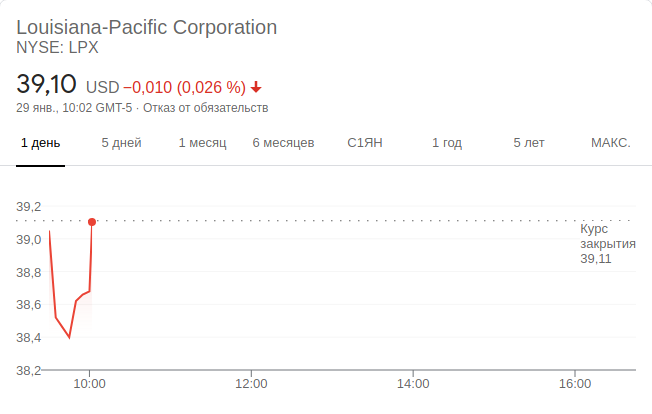 Louisiana-Pacific Corporation
NYSE: LPX
39,10 USD −0,010 (0,026 %)
29 янв., 10:02 GMT-5 · Отказ от обязательств
1 день 5 дней 1 месяц 6 месяцев С1ЯН 1 год 5 лет МАКС.
39,2
39,0
38,8
38,6
38,4
38,2
Курс
закрытия
39,11
10:00 12:00 14:00 16:00